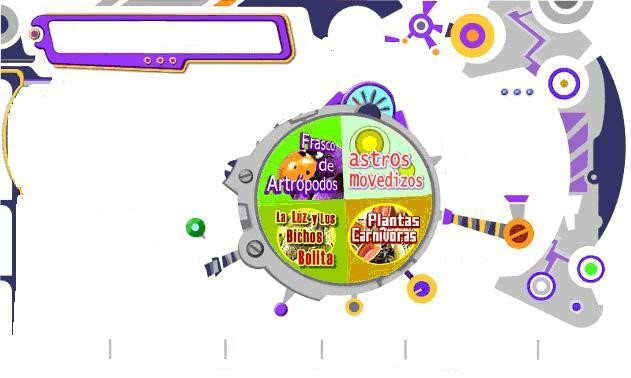 Frasco
de
Artrópodos
astros
movedizos
La Luz y Los
Bichos
Bolita
Plantas
Carnívoras